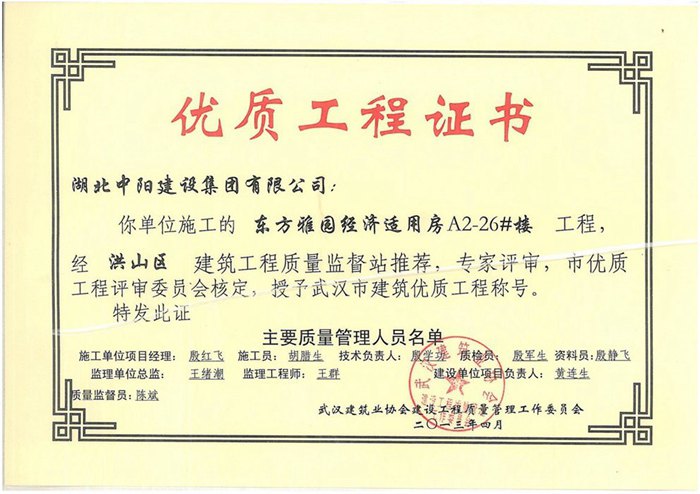 优质工程证书
湖北中阳建设集团有限公司：
你单位施工的 东方雅园经济适用房A2-26#楼 工程，
经 洪山区 建筑工程质量监督站推荐，专家评审，市优质
工程评审委员会核定，授予武汉市建筑优质工程称号。
特发此证
主要质量管理人员名单
施工单位项目经理：殷红飞 施工员：胡腊生 技术负责人：殷学功 质检员：殷军生 资料员：殷静飞
监理单位总监：王绪潮 监理工程师：王群 建设单位项目负责人：黄连生
质量监督员：陈斌
武汉建筑业协会
武汉建筑业协会建设工程质量管理工作委员会
二〇一三年四月